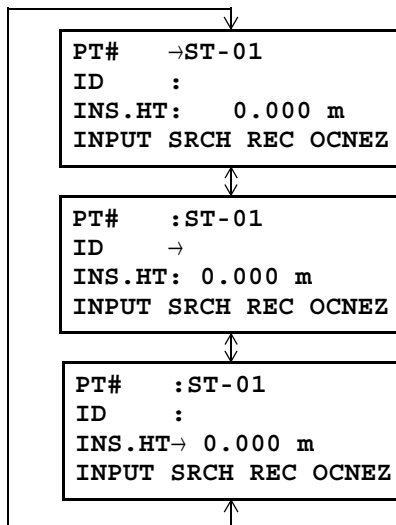 PT# →ST-01
ID :
INS.HT: 0.000 m
INPUT SRCH REC OCNEZ
PT# :ST-01
ID →
INS.HT: 0.000 m
INPUT SRCH REC OCNEZ
PT# :ST-01
ID :
INS.HT→ 0.000 m
INPUT SRCH REC OCNEZ